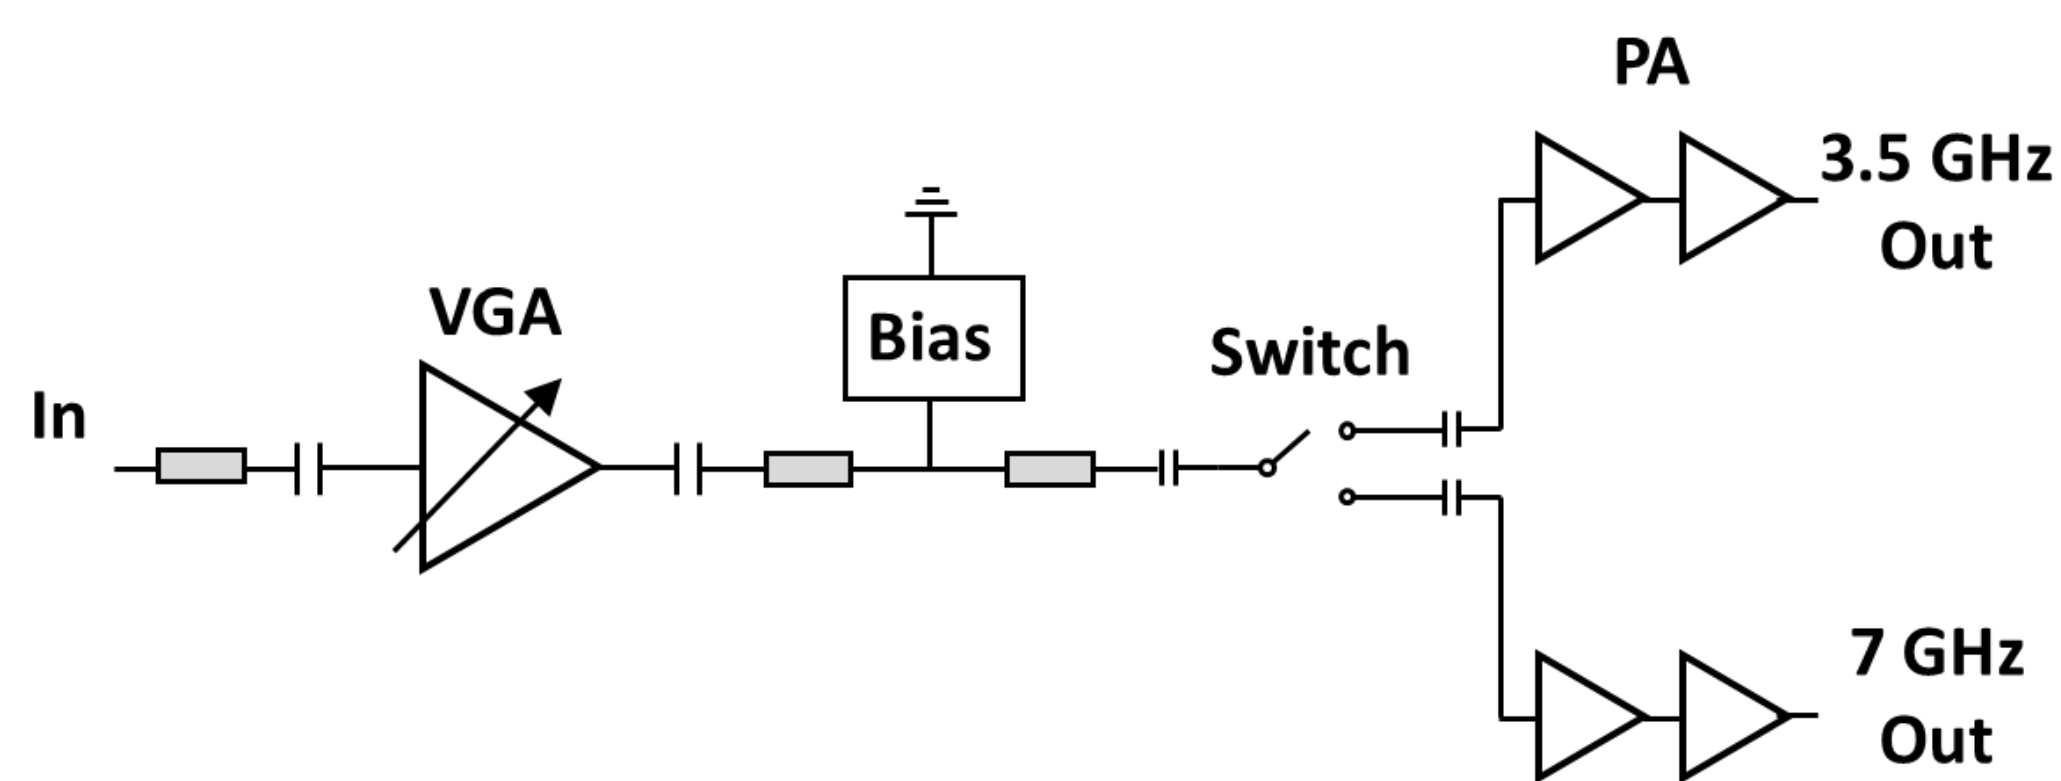 PA
3.5 GHz
Out
VGA
Bias
Switch
In
7 GHz
Out